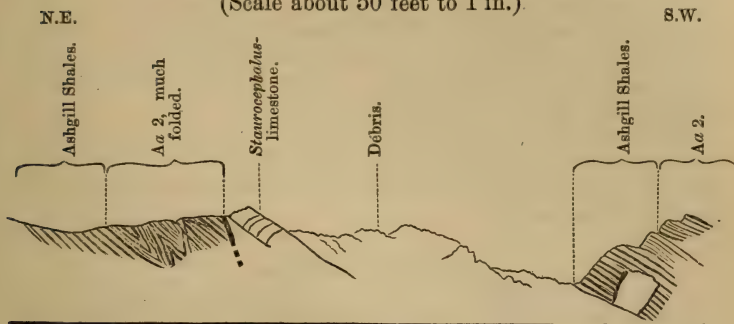 (Scale about 50 feet to 1 in.)
N.E.
S.W.
Ashgill Shales.
Aa 2, much
folded.
Staurocephalus-
limestone.
Débris.
Ashgill Shales.
Aa 2.